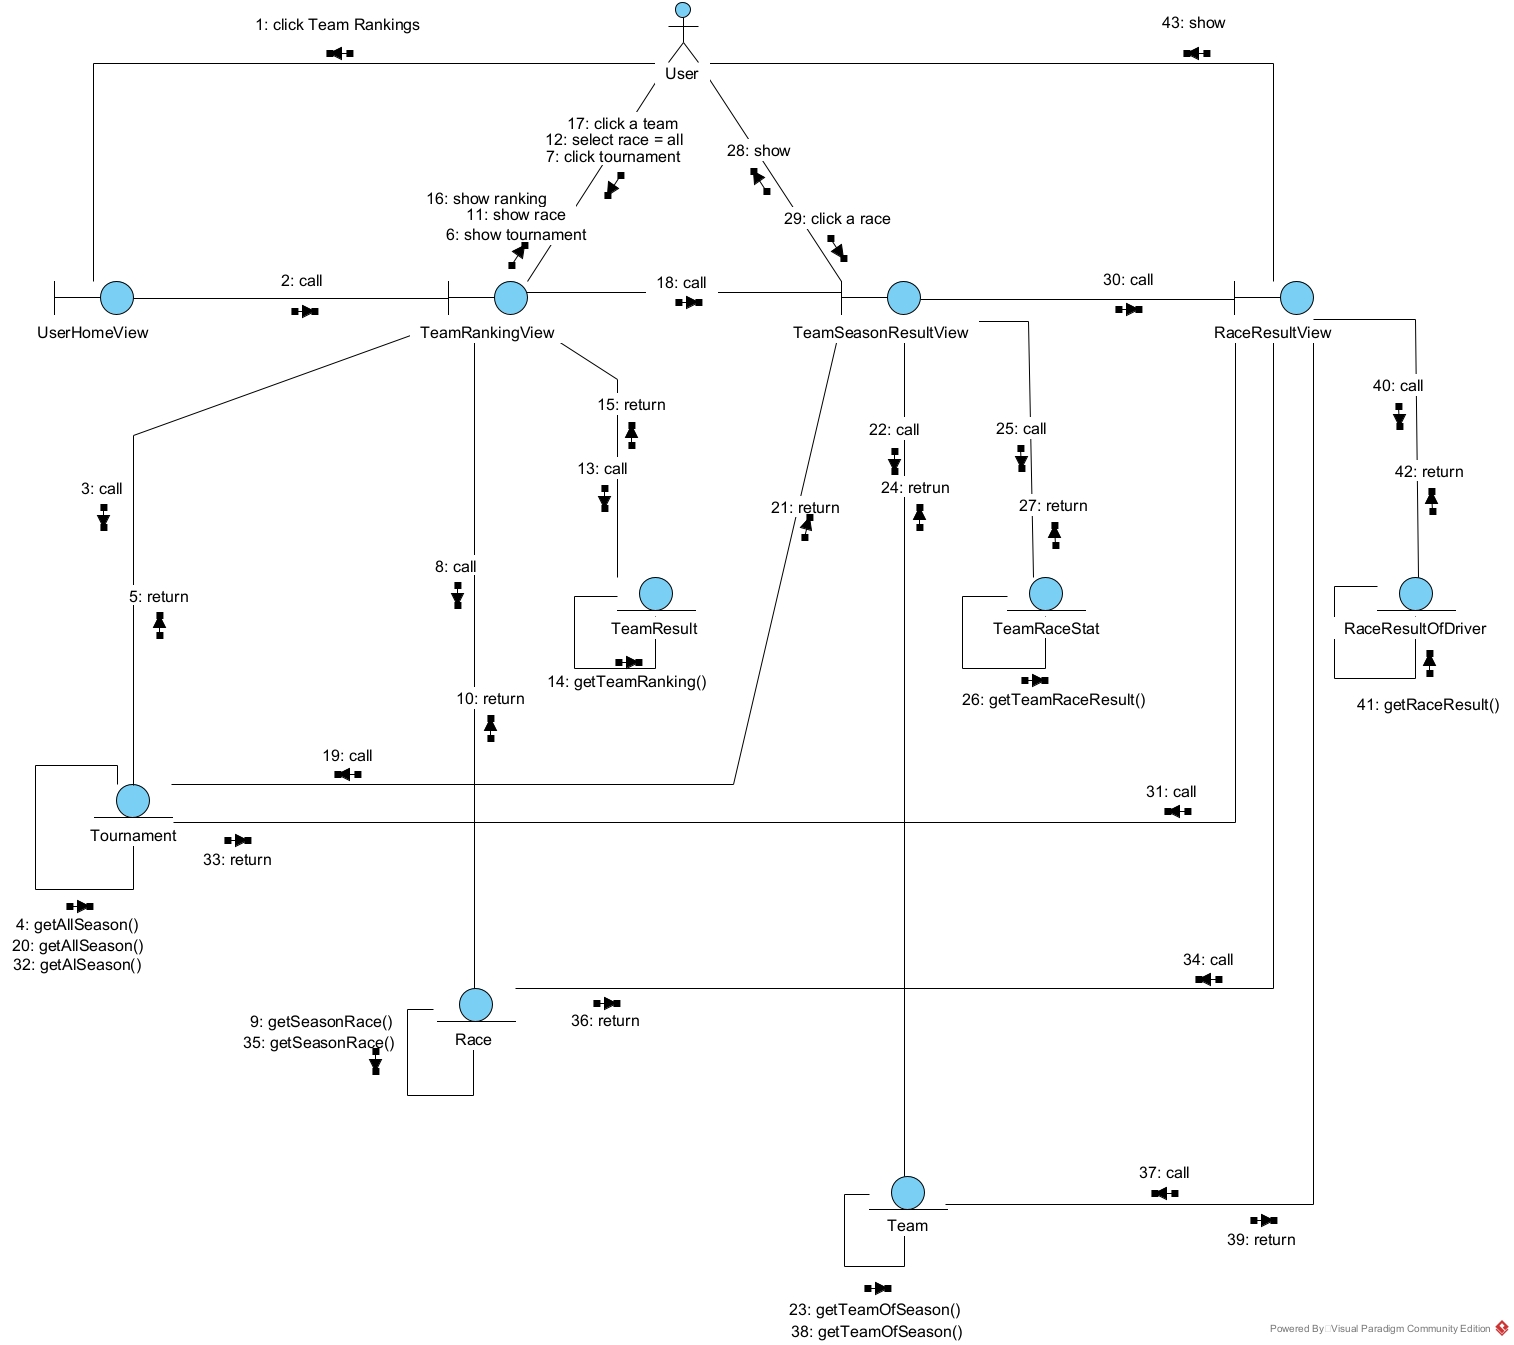 1: click Team Rankings
43: show
User
17: click a team
12: select race = all
7: click tournament
28: show
16: show ranking
11: show race
6: show tournament
29: click a race
2: call
18: call
30: call
UserHomeView
TeamRankingView
TeamSeasonResultView
RaceResultView
40: call
15: return
22: call
25: call
13: call
42: return
3: call
24: retrun
21: return
27: return
8: call
5: return
TeamResult
TeamRaceStat
RaceResultOfDriver
14: getTeamRanking()
10: return
26: getTeamRaceResult()
41: getRaceResult()
19: call
31: call
Tournament
33: return
4: getAllSeason()
20: getAllSeason()
32: getAlSeason()
34: call
9: getSeasonRace()
36: return
35: getSeasonRace()
Race
37: call
Team
39: return
23: getTeamOfSeason()
38: getTeamOfSeason()
Powered By Visual Paradigm Community Edition